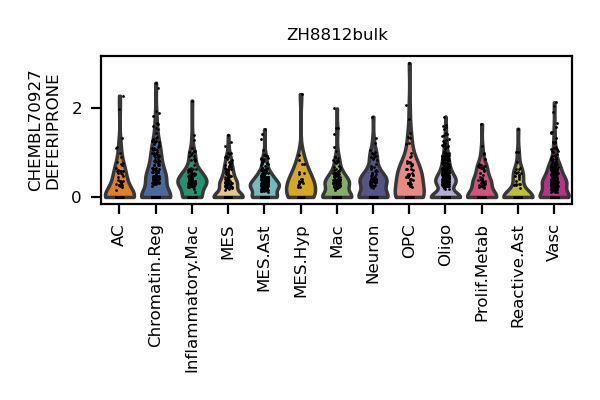 ZH8812bulk
CHEMBL70927
DEFERIPRONE
2
0
AC
Chromatin.Reg
Inflammatory.Mac
MES
MES.Ast
MES.Hyp
Mac
Neuron
OPC
Oligo
Prolif.Metab
Reactive.Ast
Vasc